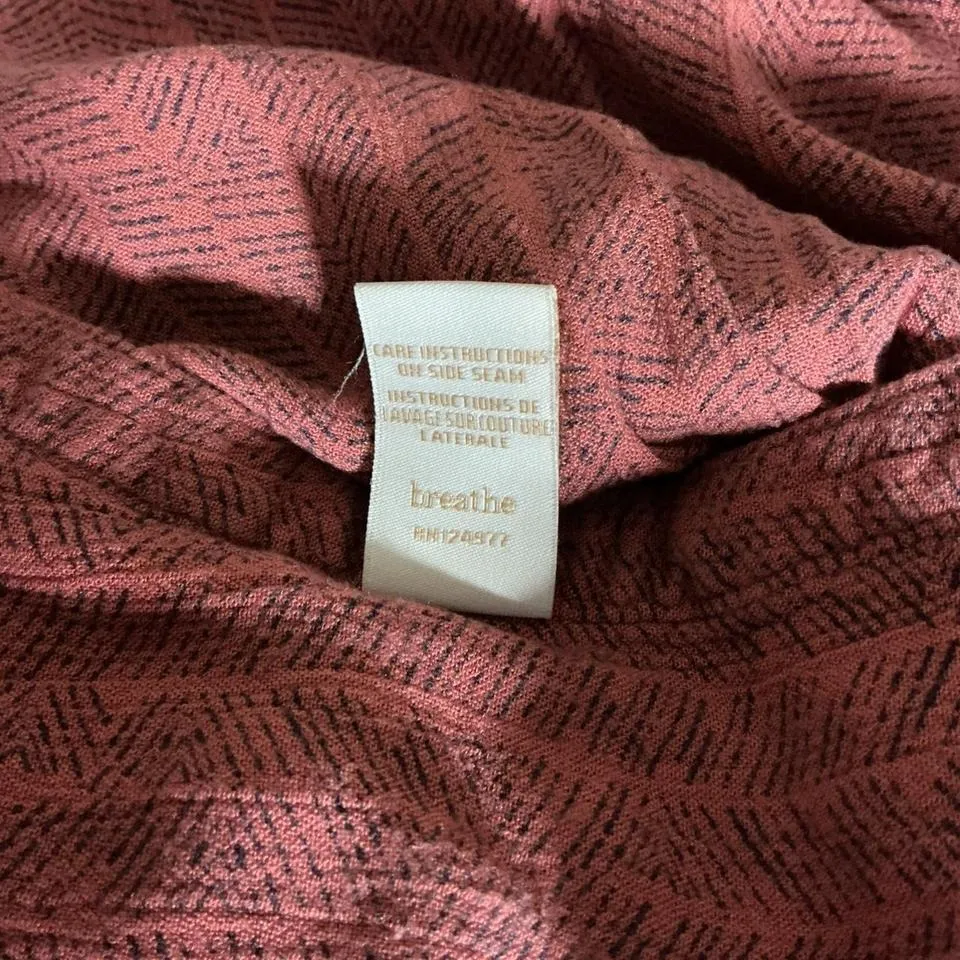 CARE INSTRUCTIONS
ON SIDE SEAM
INSTRUCTIONS DE
LAVAGE SUR COUTURE
LATERALE
breathe
RN124977